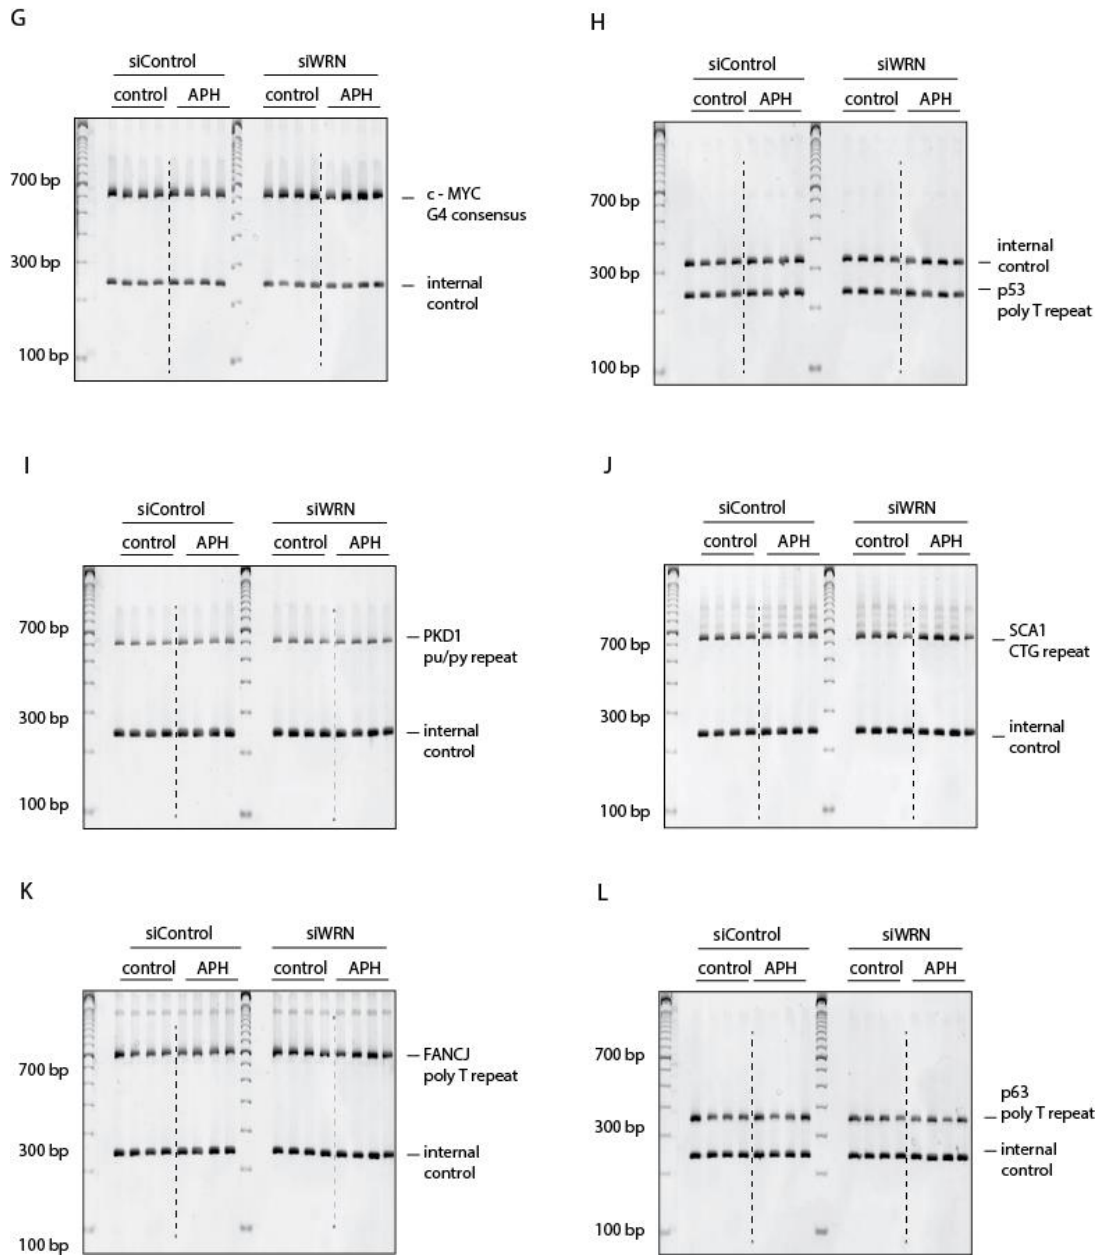 G
siControl siWRN
control APH control APH
700 bp
c - MYC
G4 consensus
300 bp
internal
control
100 bp
H
siControl siWRN
control APH control APH
700 bp
internal
control
300 bp
p53
poly T repeat
100 bp
I
siControl siWRN
control APH control APH
700 bp
PKD1
pu/py repeat
300 bp
internal
control
100 bp
J
siControl siWRN
control APH control APH
SCA1
CTG repeat
700 bp
300 bp
internal
control
100 bp
K
siControl siWRN
control APH control APH
FANCJ
poly T repeat
700 bp
300 bp
internal
control
100 bp
L
siControl siWRN
control APH control APH
700 bp
p63
poly T repeat
300 bp
internal
control
100 bp